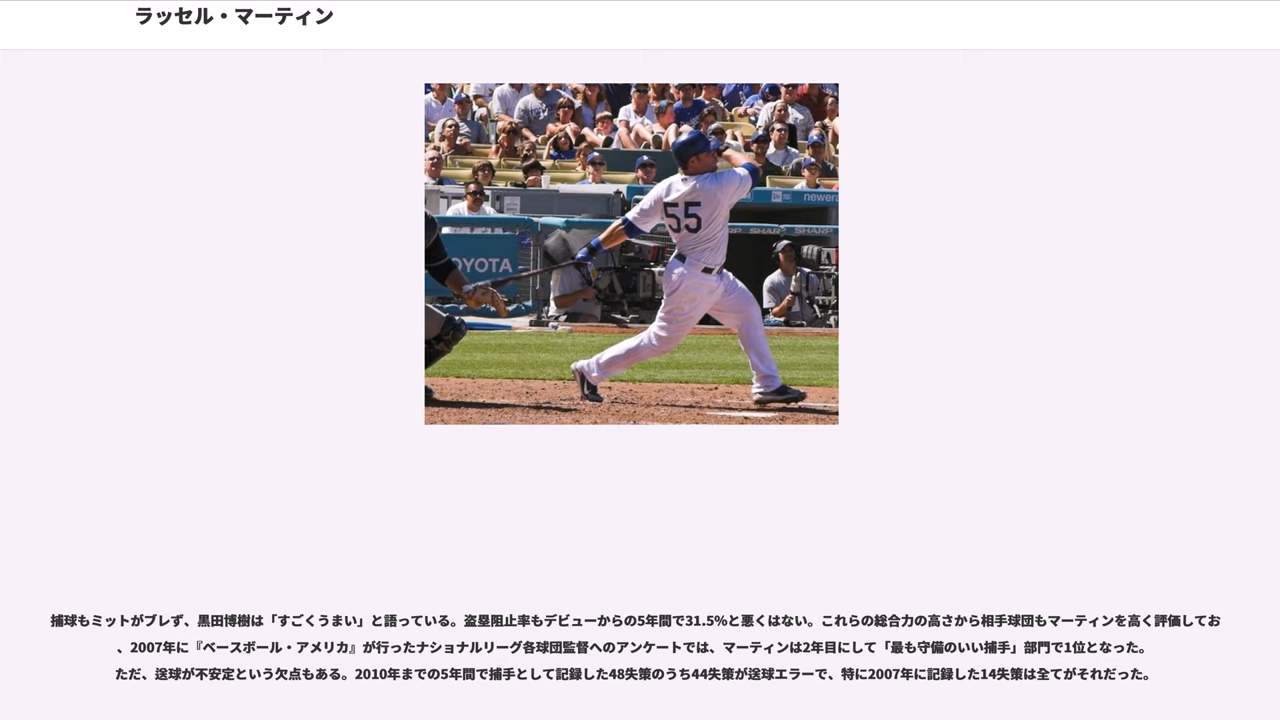 ラッセル・マーティン
newera
SHARP SHARP
55
OYOTA
捕球もミットがブレず、黒田博樹は「すごくうまい」と語っている。盗塁阻止率もデビューからの5年間で31.5%と悪くはない。これらの総合力の高さから相手球団もマーティンを高く評価してお
、2007年に『ベースボール・アメリカ』が行ったナショナルリーグ各球団監督へのアンケートでは、マーティンは2年目にして「最も守備のいい捕手」部門で1位となった。
ただ、送球が不安定という欠点もある。2010年までの5年間で捕手として記録した48失策のうち44失策が送球エラーで、特に2007年に記録した14失策は全てがそれだった。